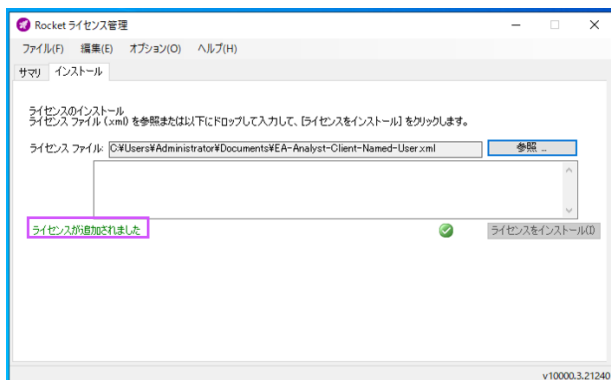 Rocket ライセンス管理
ファイル(F) 編集(E) オプション(O) ヘルプ(H)
サマリ インストール
ライセンスのインストール
ライセンス ファイル (.xml) を参照または以下にドロップして入力して、[ライセンスをインストール] をクリックします。
ライセンス ファイル: C:¥Users¥Administrator¥Documents¥EA-Analyst-Client-Named-User.xml 参照 ...
ライセンスが追加されました ライセンスをインストール(I)
v10000.3.21240